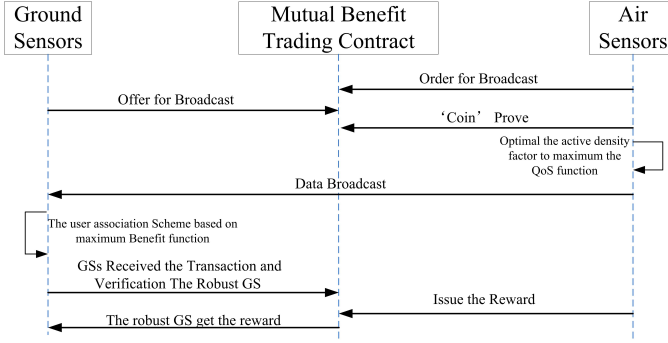 Ground
Sensors
Mutual Benefit
Trading Contract
Air
Sensors
Order for Broadcast
Offer for Broadcast
‘Coin’ Prove
Optimal the active density
factor to maximum the
QoS function
Data Broadcast
The user association Scheme based on
maximum Benefit function
GSs Received the Transaction and
Verification The Robust GS
Issue the Reward
The robust GS get the reward